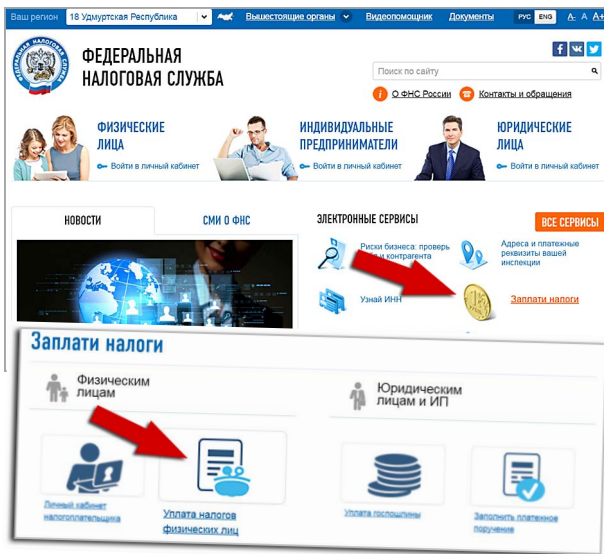 Ваш регион 18 Удмуртская Республика Вышестоящие органы Видеопомощник Документы РУС ENG A- A A+
ФЕДЕРАЛЬНАЯ
НАЛОГОВАЯ СЛУЖБА
Поиск по сайту
О ФНС России Контакты и обращения
ФИЗИЧЕСКИЕ
ЛИЦА
Войти в личный кабинет
ИНДИВИДУАЛЬНЫЕ
ПРЕДПРИНИМАТЕЛИ
Войти в личный кабинет
ЮРИДИЧЕСКИЕ
ЛИЦА
Войти в личный кабинет
НОВОСТИ СМИ О ФНС
ЭЛЕКТРОННЫЕ СЕРВИСЫ ВСЕ СЕРВИСЫ
Риски бизнеса: проверь
и контрагента
Адреса и платежные
реквизиты вашей
инспекции
Узнай ИНН
Заплати налоги
Заплати налоги
Физическим
лицам
Юридическим
лицам и ИП
Личный кабинет
налогоплательщика
Уплата налогов
физических лиц
Уплата госпошлины
Заполнить платежное
поручение